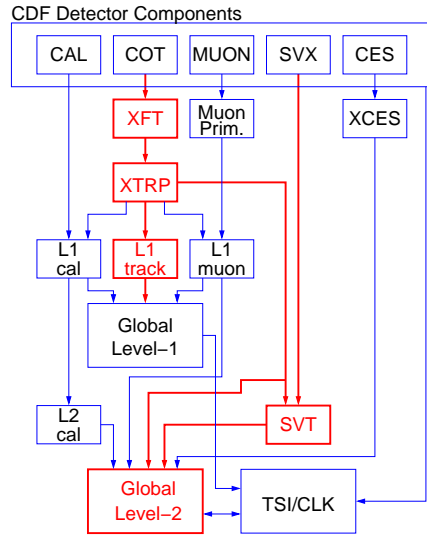 CDF Detector Components
CAL
COT
MUON
SVX
CES
XFT
Muon
Prim.
XCES
XTRP
L1
cal
L1
track
L1
muon
Global
Level−1
L2
cal
SVT
Global
Level−2
TSI/CLK